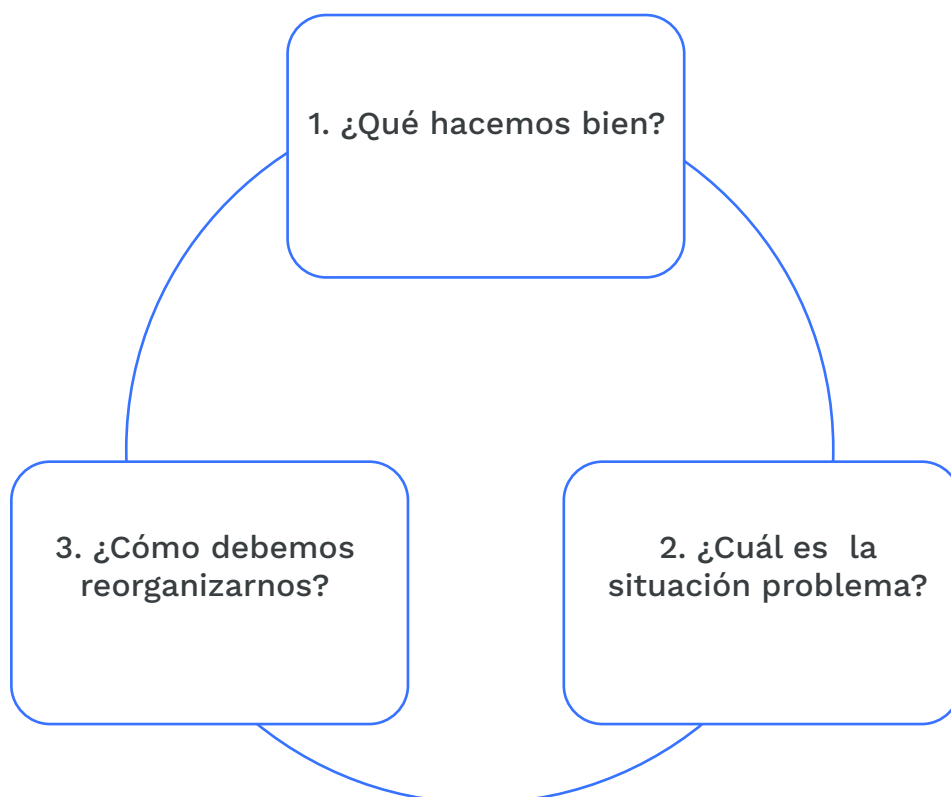 1. ¿Qué hacemos bien?
2. ¿Cuál es  la
situación problema?
3. ¿Cómo debemos
reorganizarnos?